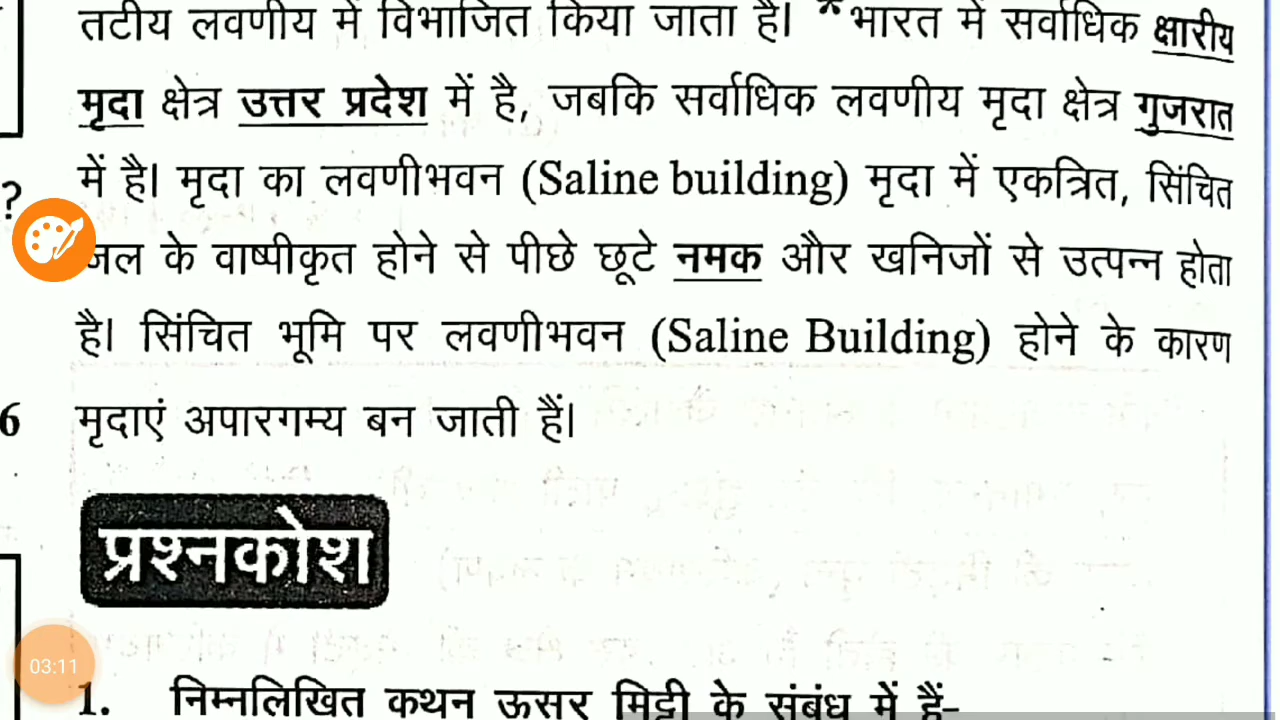 तटीय लवणीय में विभाजित किया जाता है। *भारत में सर्वाधिक क्षारीय
मृदा क्षेत्र उत्तर प्रदेश में है, जबकि सर्वाधिक लवणीय मृदा क्षेत्र गुजरात
में है। मृदा का लवणीभवन (Saline building) मृदा में एकत्रित, सिंचित
?
जल के वाष्पीकृत होने से पीछे छूटे नमक और खनिजों से उत्पन्न होता
है। सिंचित भूमि पर लवणीभवन (Saline Building) होने के कारण
6 मृदाएं अपारगम्य बन जाती हैं।
प्रश्नकोश
03:11
1. निम्नलिखित कथन ऊसर मिट्टी के संबंध में हैं-